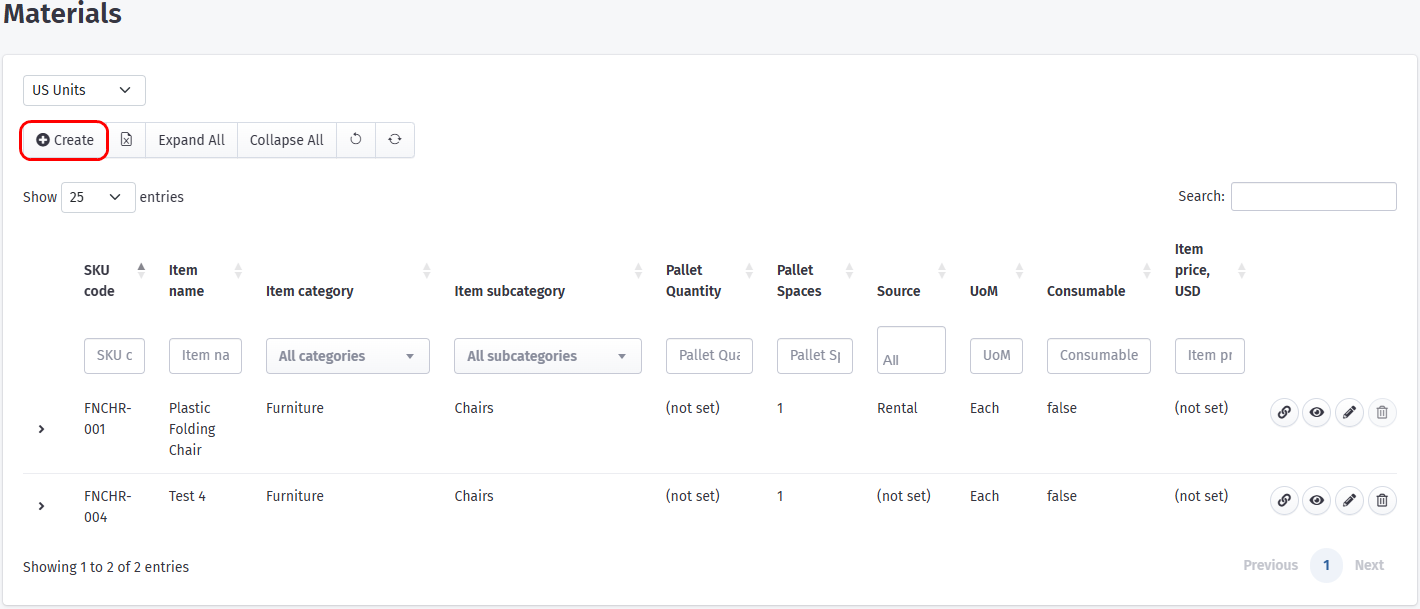 Materials
US Units
Create Expand All Collapse All
Show 25 entries Search:
SKU code Item name Item category Item subcategory Pallet Quantity Pallet Spaces Source UoM Consumable Item price, USD
SKU c Item na All categories All subcategories Pallet Qua Pallet Sp All UoM Consumable Item pr
FNCHR-001 Plastic Folding Chair Furniture Chairs (not set) 1 Rental Each false (not set)
FNCHR-004 Test 4 Furniture Chairs (not set) 1 (not set) Each false (not set)
Showing 1 to 2 of 2 entries Previous 1 Next